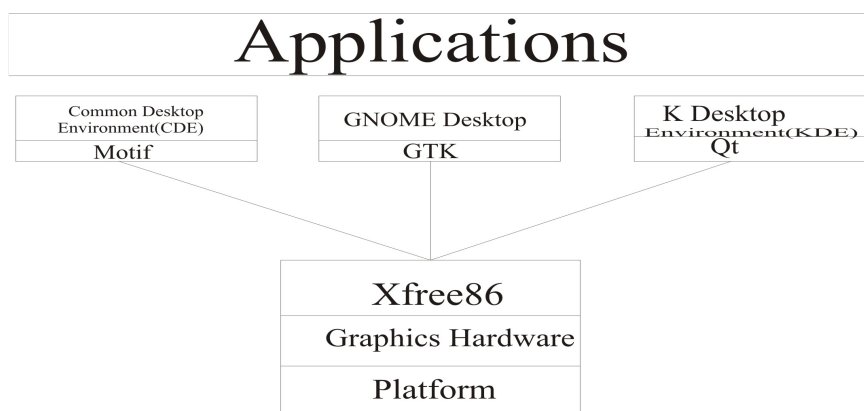 Applications
Common Desktop
Environment(CDE)
Motif
GNOME Desktop
GTK
K Desktop
Environment(KDE)
Qt
Xfree86
Graphics Hardware
Platform